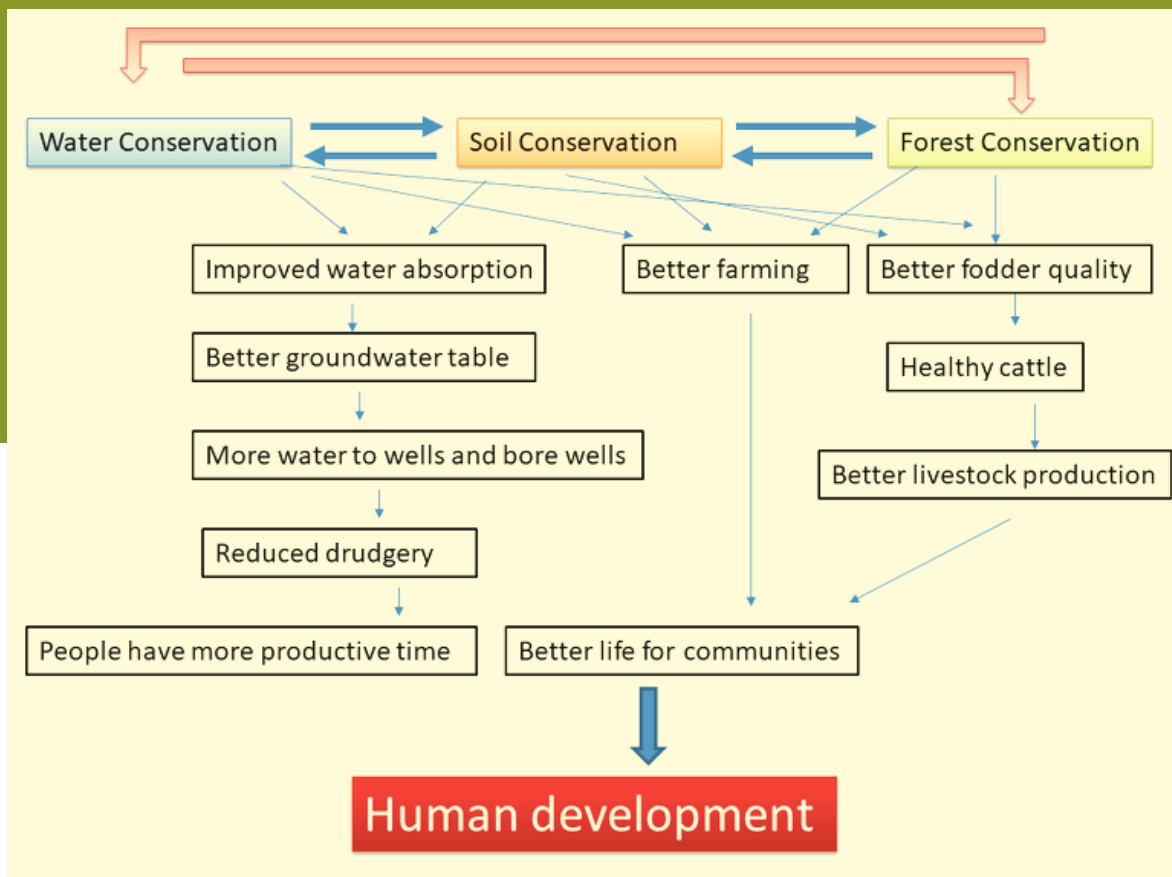 Water Conservation
Soil Conservation
Forest Conservation
Improved water absorption
Better farming
Better fodder quality
Better groundwater table
Healthy cattle
More water to wells and bore wells
Better livestock production
Reduced drudgery
People have more productive time
Better life for communities
Human development